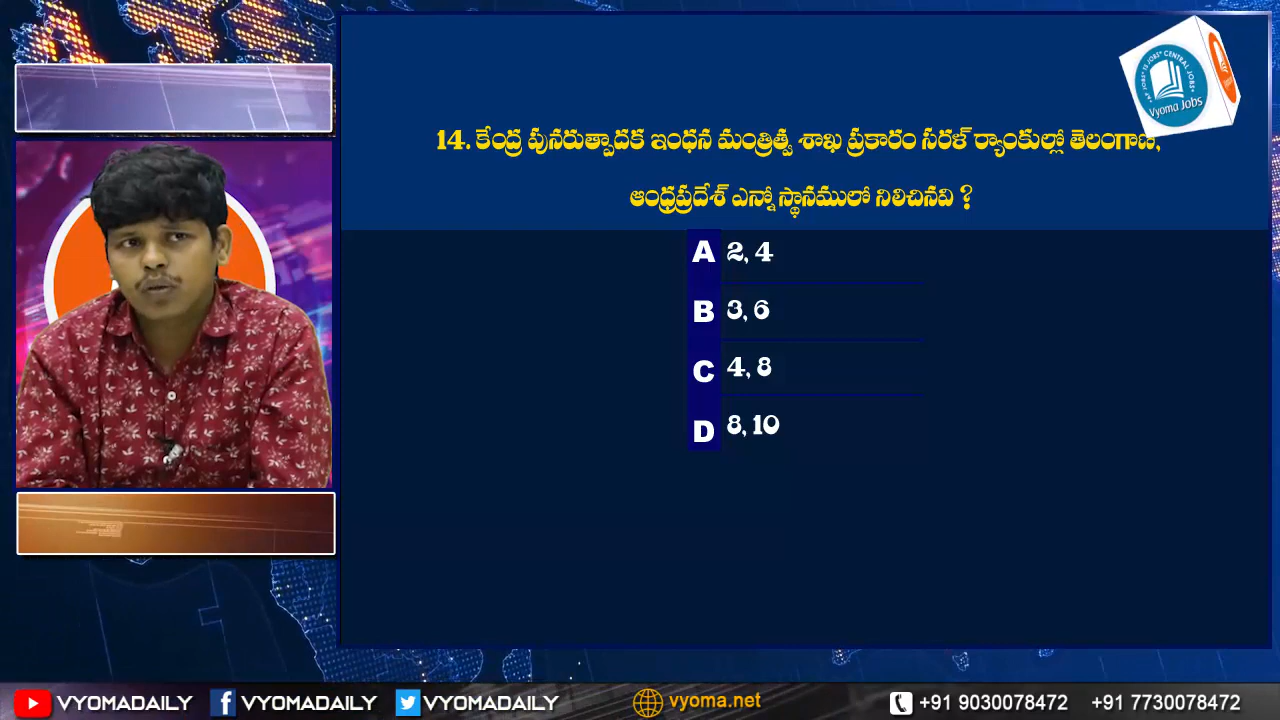 14. కేంద్ర పునరుత్పాదక ఇంధన మంత్రిత్వ శాఖ ప్రకారం సరళ్ ర్యాంకుల్లో తెలంగాణ,
ఆంధ్రప్రదేశ్ ఎన్నో స్థానములో నిలిచినవి ?
A 2, 4
B 3, 6
C 4, 8
D 8, 10
Vyoma Jobs
VYOMADAILY VYOMADAILY VYOMADAILY vyoma.net +91 9030078472 +91 7730078472